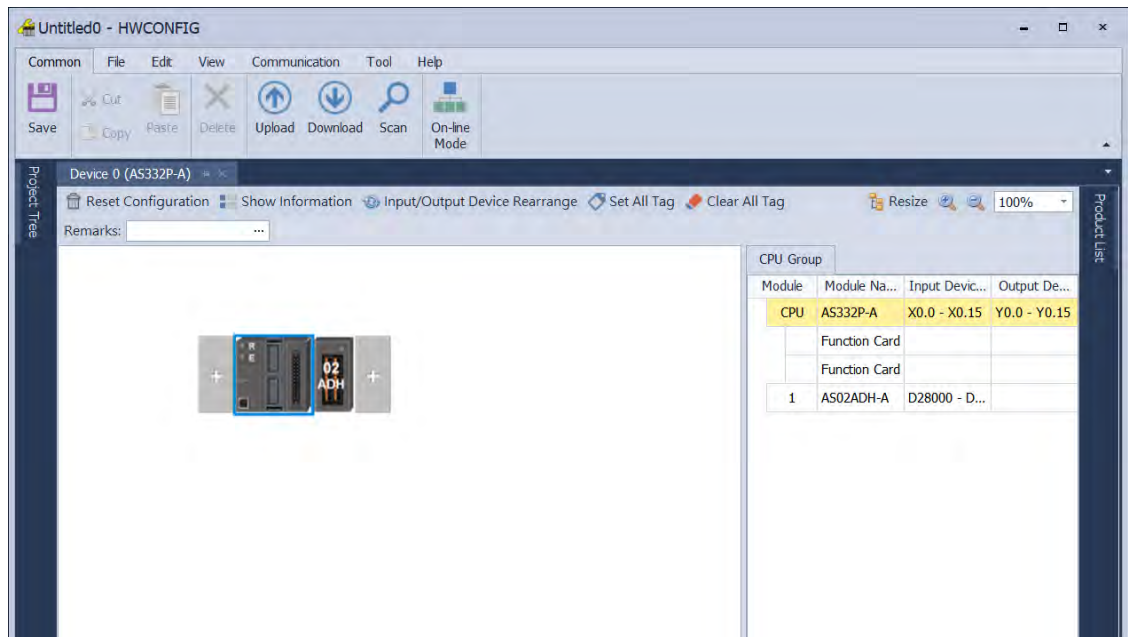 Untitled0 - HWCONFIG
Common File Edit View Communication Tool Help
Save Cut Copy Paste Delete Upload Download Scan On-line Mode
Project Tree
Device 0 (AS332P-A)
Reset Configuration Show Information Input/Output Device Rearrange Set All Tag Clear All Tag Resize 100%
Remarks: ...
Product List
CPU Group
Module Module Na... Input Devic... Output De...
CPU AS332P-A X0.0 - X0.15 Y0.0 - Y0.15
Function Card
Function Card
1 AS02ADH-A D28000 - D...
R
E
02
ADH